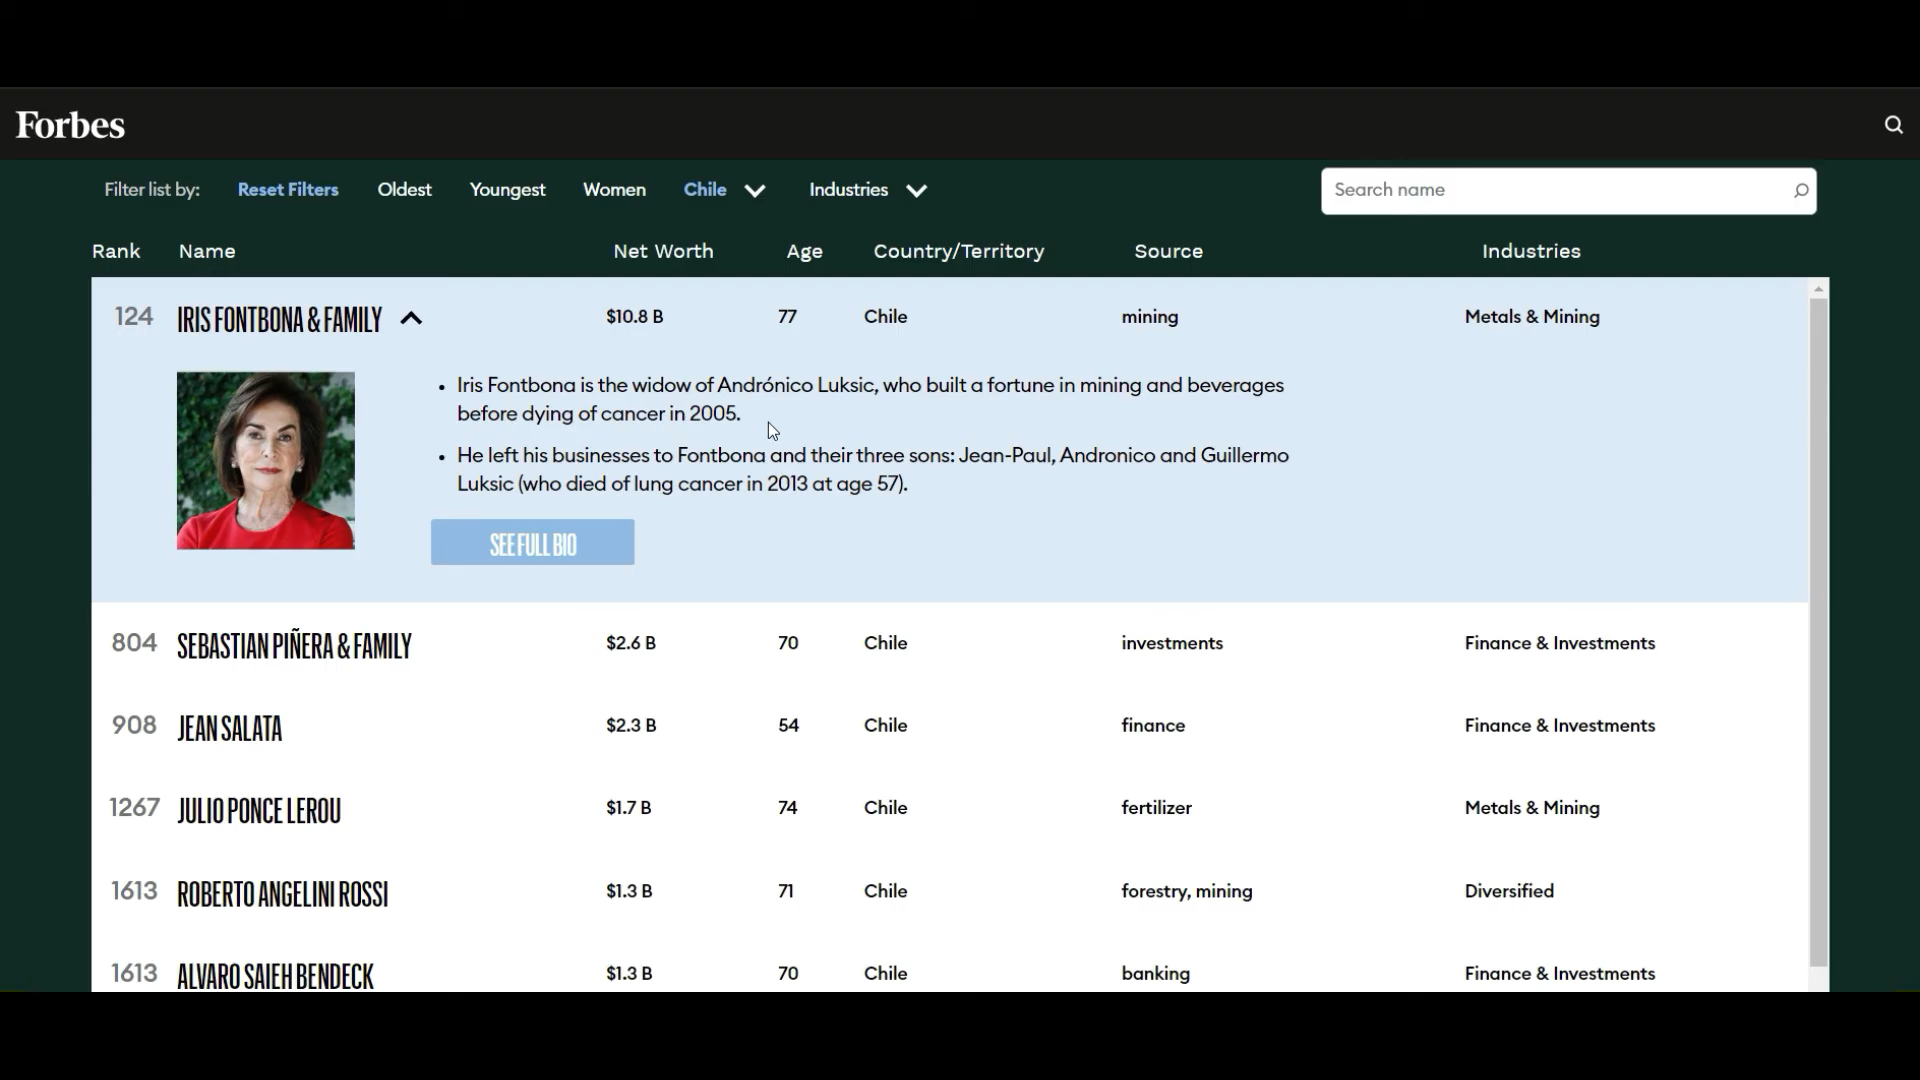 Forbes
Filter list by: Reset Filters Oldest Youngest Women Chile Industries Search name
Rank Name Net Worth Age Country/Territory Source Industries
124 IRIS FONTBONA & FAMILY $10.8 B 77 Chile mining Metals & Mining
• Iris Fontbona is the widow of Andrónico Luksic, who built a fortune in mining and beverages
before dying of cancer in 2005.
• He left his businesses to Fontbona and their three sons: Jean-Paul, Andronico and Guillermo
Luksic (who died of lung cancer in 2013 at age 57).
SEE FULL BIO
804 SEBASTIAN PIÑERA & FAMILY $2.6 B 70 Chile investments Finance & Investments
908 JEAN SALATA $2.3 B 54 Chile finance Finance & Investments
1267 JULIO PONCE LEROU $1.7 B 74 Chile fertilizer Metals & Mining
1613 ROBERTO ANGELINI ROSSI $1.3 B 71 Chile forestry, mining Diversified
1613 ALVARO SAIEH BENDECK $1.3 B 70 Chile banking Finance & Investments